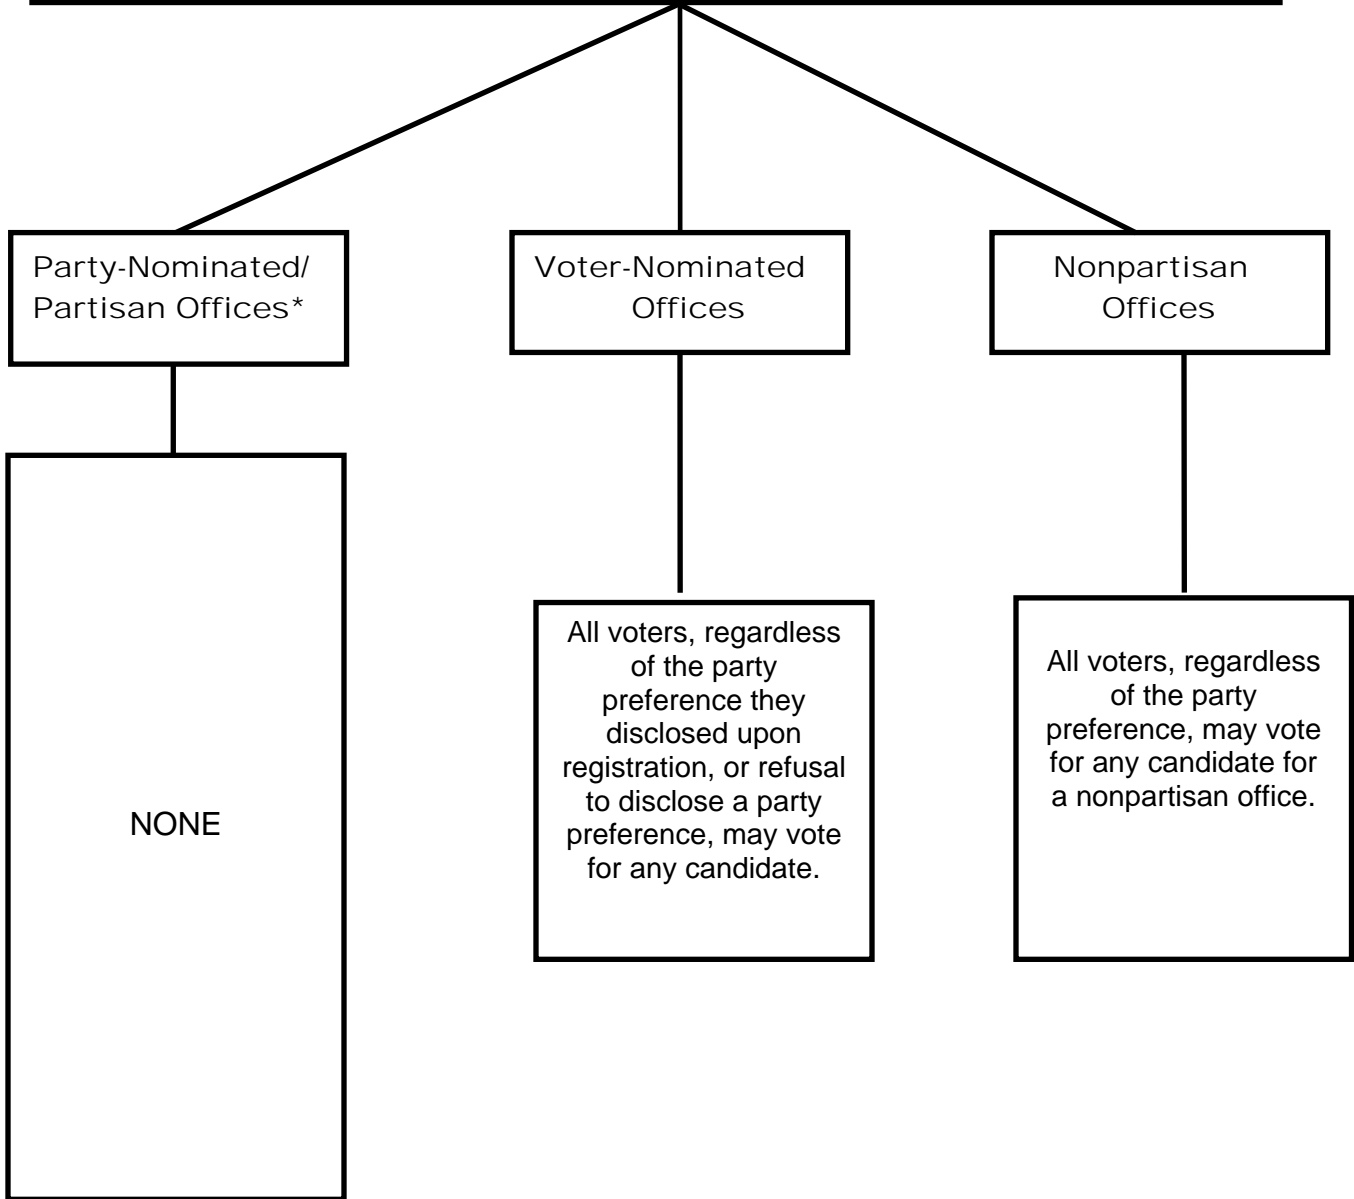 Party-Nominated/
Partisan Offices*
Voter-Nominated
Offices
Nonpartisan
Offices
NONE
All voters, regardless
of the party
preference they
disclosed upon
registration, or refusal
to disclose a party
preference, may vote
for any candidate.
All voters, regardless
of the party
preference, may vote
for any candidate for
a nonpartisan office.